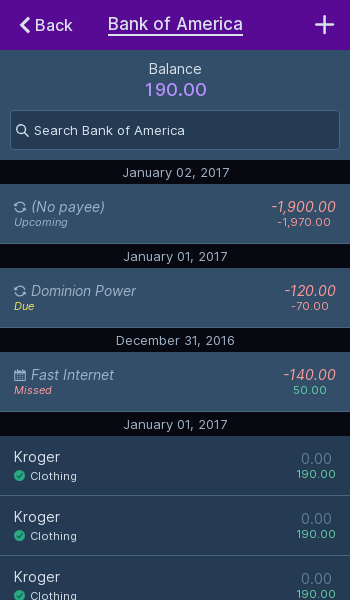 Back
Bank of America
Balance
190.00
Search Bank of America
January 02, 2017
(No payee) -1,900.00
Upcoming -1,970.00
January 01, 2017
Dominion Power -120.00
Due -70.00
December 31, 2016
Fast Internet -140.00
Missed 50.00
January 01, 2017
Kroger 0.00
Clothing 190.00
Kroger 0.00
Clothing 190.00
Kroger 0.00
Clothing 190.00